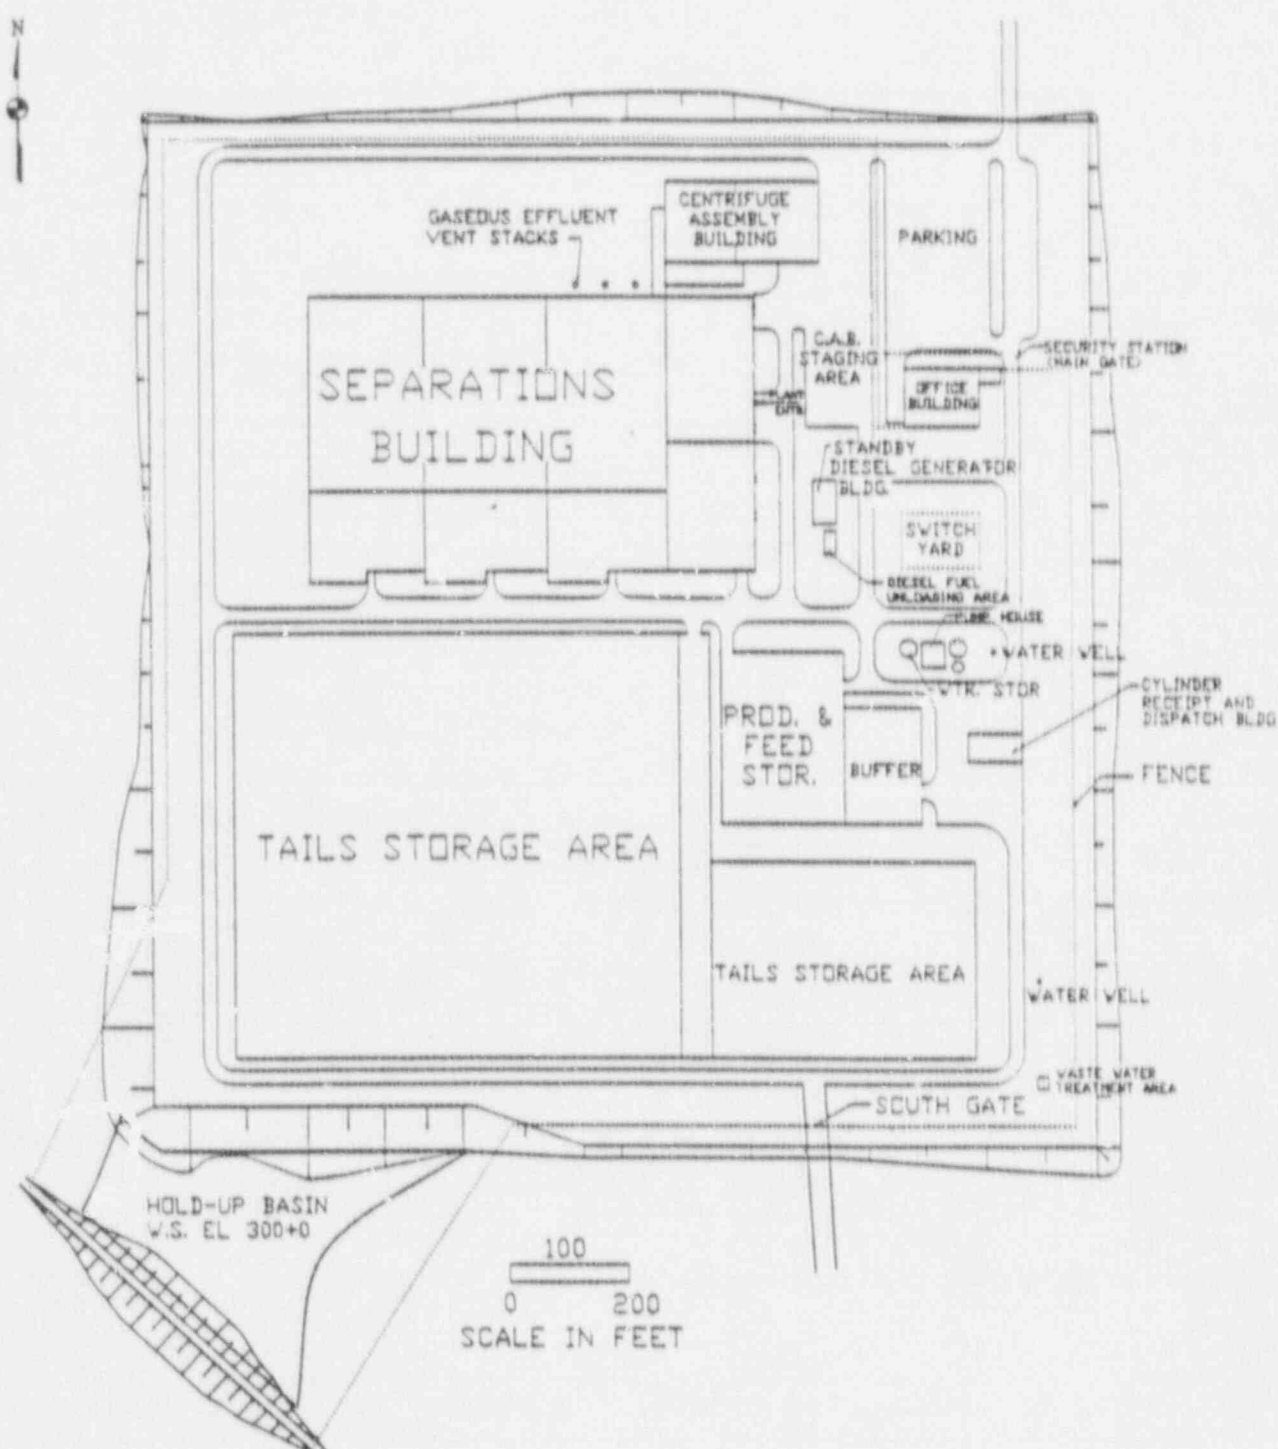 N
GASEOUS EFFLUENT
VENT STACKS
CENTRIFUGE
ASSEMBLY
BUILDING
PARKING
SEPARATIONS
BUILDING
C.A.B.
STAGING
AREA
SECURITY STATION
(MAIN GATE)
OFFICE
BUILDING
PLANT
ENTR.
STANDBY
DIESEL GENERATOR
BLDG.
SWITCH
YARD
DIESEL FUEL
UNLOADING AREA
PUMP HOUSE
WATER WELL
WTR. STOR
CYLINDER
RECEIPT AND
DISPATCH BLDG
PROD. &
FEED
STOR.
BUFFER
FENCE
TAILS STORAGE AREA
TAILS STORAGE AREA
WATER WELL
WASTE WATER
TREATMENT AREA
SOUTH GATE
HOLD-UP BASIN
W.S. EL 300+0
100
0 200
SCALE IN FEET